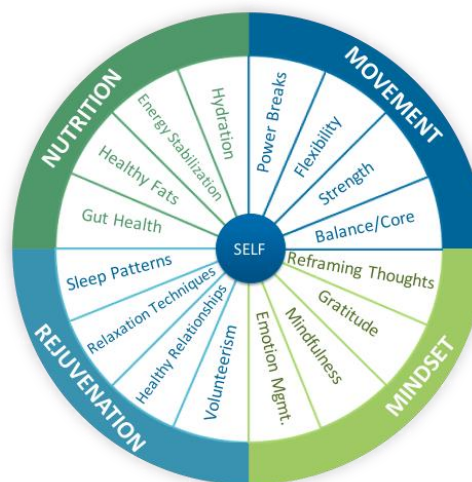 NUTRITION
Gut Health
Healthy Fats
Energy Stabilization
Hydration
MOVEMENT
Power Breaks
Flexibility
Strength
Balance/Core
SELF
MINDSET
Reframing Thoughts
Gratitude
Mindfulness
Emotion Mgmt.
REJUVENATION
Volunteerism
Healthy Relationships
Relaxation Techniques
Sleep Patterns